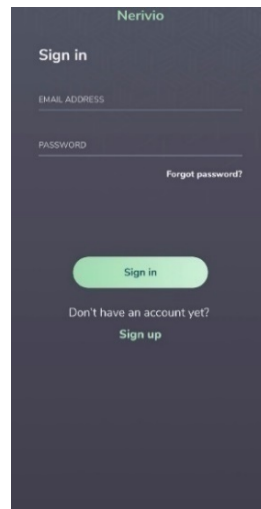 Nerivio
Sign in
EMAIL ADDRESS
PASSWORD
Forgot password?
Sign in
Don't have an account yet?
Sign up